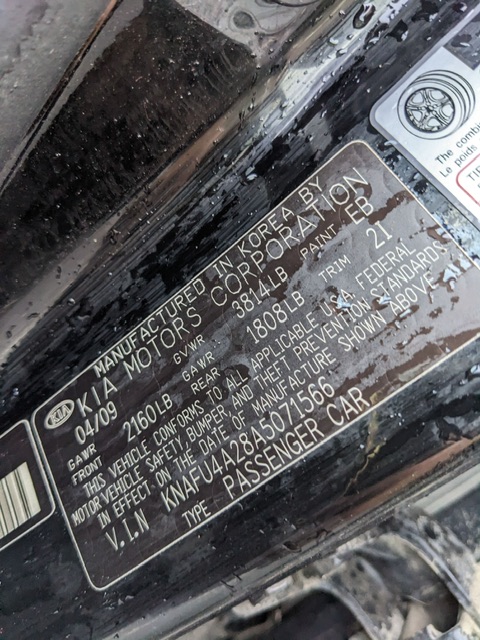 MANUFACTURED IN KOREA BY
KIA KIA MOTORS CORPORATION
04/09 GVWR 3814LB PAINT EB
GAWR FRONT 2160LB GAWR REAR 1808LB TRIM 2I
THIS VEHICLE CONFORMS TO ALL APPLICABLE U.S.A. FEDERAL
MOTOR VEHICLE SAFETY, BUMPER, AND THEFT PREVENTION STANDARDS
IN EFFECT ON THE DATE OF MANUFACTURE SHOWN ABOVE
V.I.N KNAFU4A28A5071566
TYPE PASSENGER CAR
The combi
Le poids